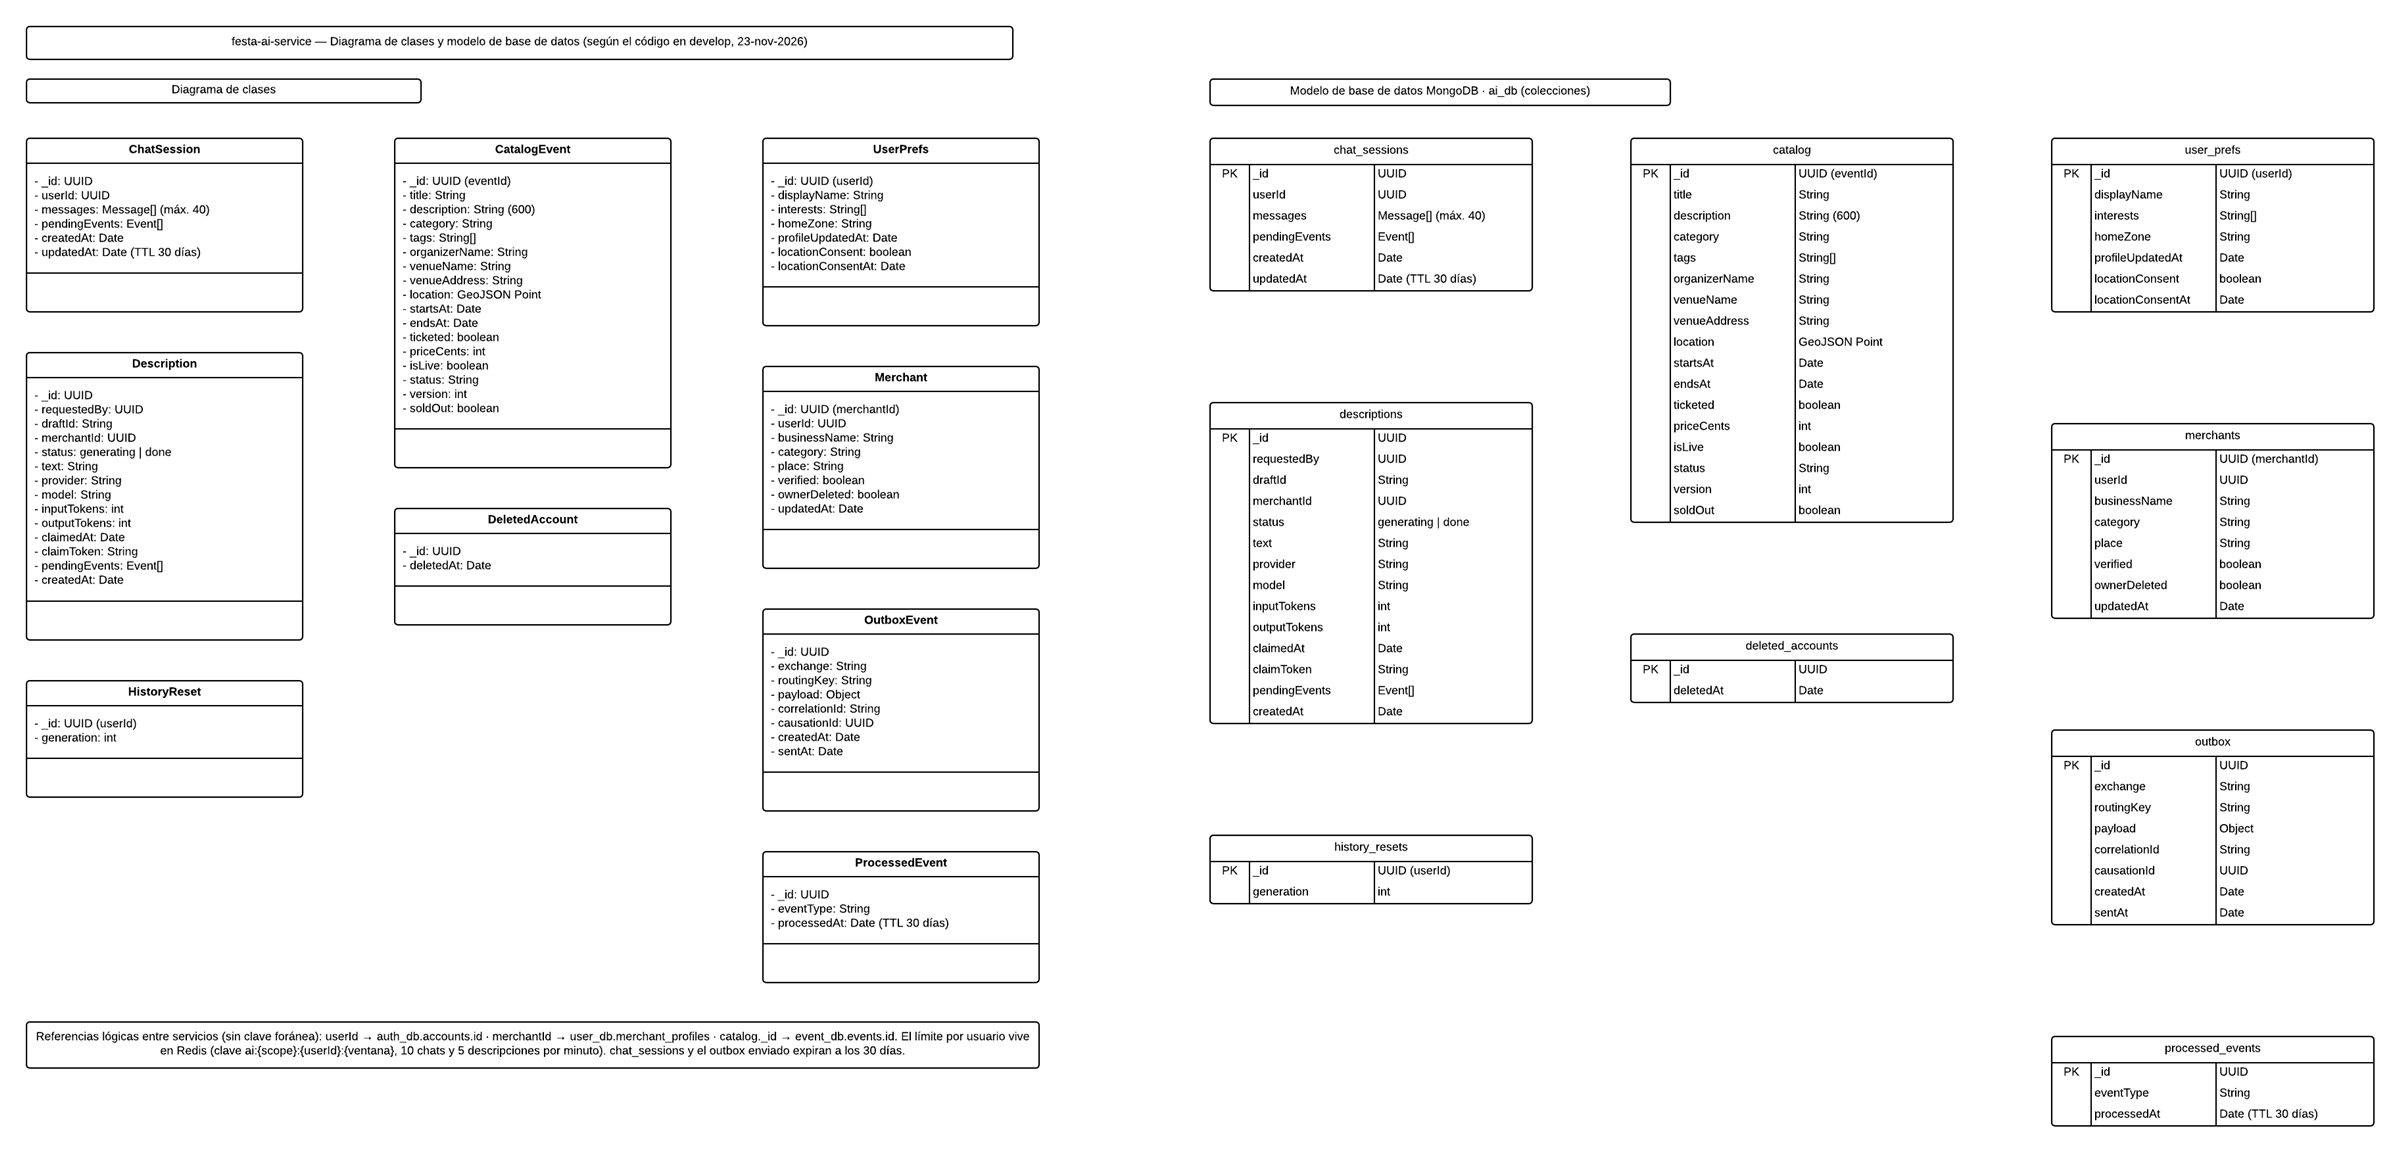 festa-ai-service — Diagrama de clases y modelo de base de datos (según el código en develop, 23-nov-2026)
Diagrama de clases
ChatSession
- _id: UUID
- userId: UUID
- messages: Message[] (máx. 40)
- pendingEvents: Event[]
- createdAt: Date
- updatedAt: Date (TTL 30 días)
Description
- _id: UUID
- requestedBy: UUID
- draftId: String
- merchantId: UUID
- status: generating | done
- text: String
- provider: String
- model: String
- inputTokens: int
- outputTokens: int
- claimedAt: Date
- claimToken: String
- pendingEvents: Event[]
- createdAt: Date
HistoryReset
- _id: UUID (userId)
- generation: int
CatalogEvent
- _id: UUID (eventId)
- title: String
- description: String (600)
- category: String
- tags: String[]
- organizerName: String
- venueName: String
- venueAddress: String
- location: GeoJSON Point
- startsAt: Date
- endsAt: Date
- ticketed: boolean
- priceCents: int
- isLive: boolean
- status: String
- version: int
- soldOut: boolean
DeletedAccount
- _id: UUID
- deletedAt: Date
UserPrefs
- _id: UUID (userId)
- displayName: String
- interests: String[]
- homeZone: String
- profileUpdatedAt: Date
- locationConsent: boolean
- locationConsentAt: Date
Merchant
- _id: UUID (merchantId)
- userId: UUID
- businessName: String
- category: String
- place: String
- verified: boolean
- ownerDeleted: boolean
- updatedAt: Date
OutboxEvent
- _id: UUID
- exchange: String
- routingKey: String
- payload: Object
- correlationId: String
- causationId: UUID
- createdAt: Date
- sentAt: Date
ProcessedEvent
- _id: UUID
- eventType: String
- processedAt: Date (TTL 30 días)
Referencias lógicas entre servicios (sin clave foránea): userId → auth_db.accounts.id · merchantId → user_db.merchant_profiles · catalog._id → event_db.events.id. El límite por usuario vive
en Redis (clave ai:{scope}:{userId}:{ventana}, 10 chats y 5 descripciones por minuto). chat_sessions y el outbox enviado expiran a los 30 días.
Modelo de base de datos MongoDB · ai_db (colecciones)
chat_sessions
PK _id UUID
userId UUID
messages Message[] (máx. 40)
pendingEvents Event[]
createdAt Date
updatedAt Date (TTL 30 días)
descriptions
PK _id UUID
requestedBy UUID
draftId String
merchantId UUID
status generating | done
text String
provider String
model String
inputTokens int
outputTokens int
claimedAt Date
claimToken String
pendingEvents Event[]
createdAt Date
history_resets
PK _id UUID (userId)
generation int
catalog
PK _id UUID (eventId)
title String
description String (600)
category String
tags String[]
organizerName String
venueName String
venueAddress String
location GeoJSON Point
startsAt Date
endsAt Date
ticketed boolean
priceCents int
isLive boolean
status String
version int
soldOut boolean
deleted_accounts
PK _id UUID
deletedAt Date
user_prefs
PK _id UUID (userId)
displayName String
interests String[]
homeZone String
profileUpdatedAt Date
locationConsent boolean
locationConsentAt Date
merchants
PK _id UUID (merchantId)
userId UUID
businessName String
category String
place String
verified boolean
ownerDeleted boolean
updatedAt Date
outbox
PK _id UUID
exchange String
routingKey String
payload Object
correlationId String
causationId UUID
createdAt Date
sentAt Date
processed_events
PK _id UUID
eventType String
processedAt Date (TTL 30 días)